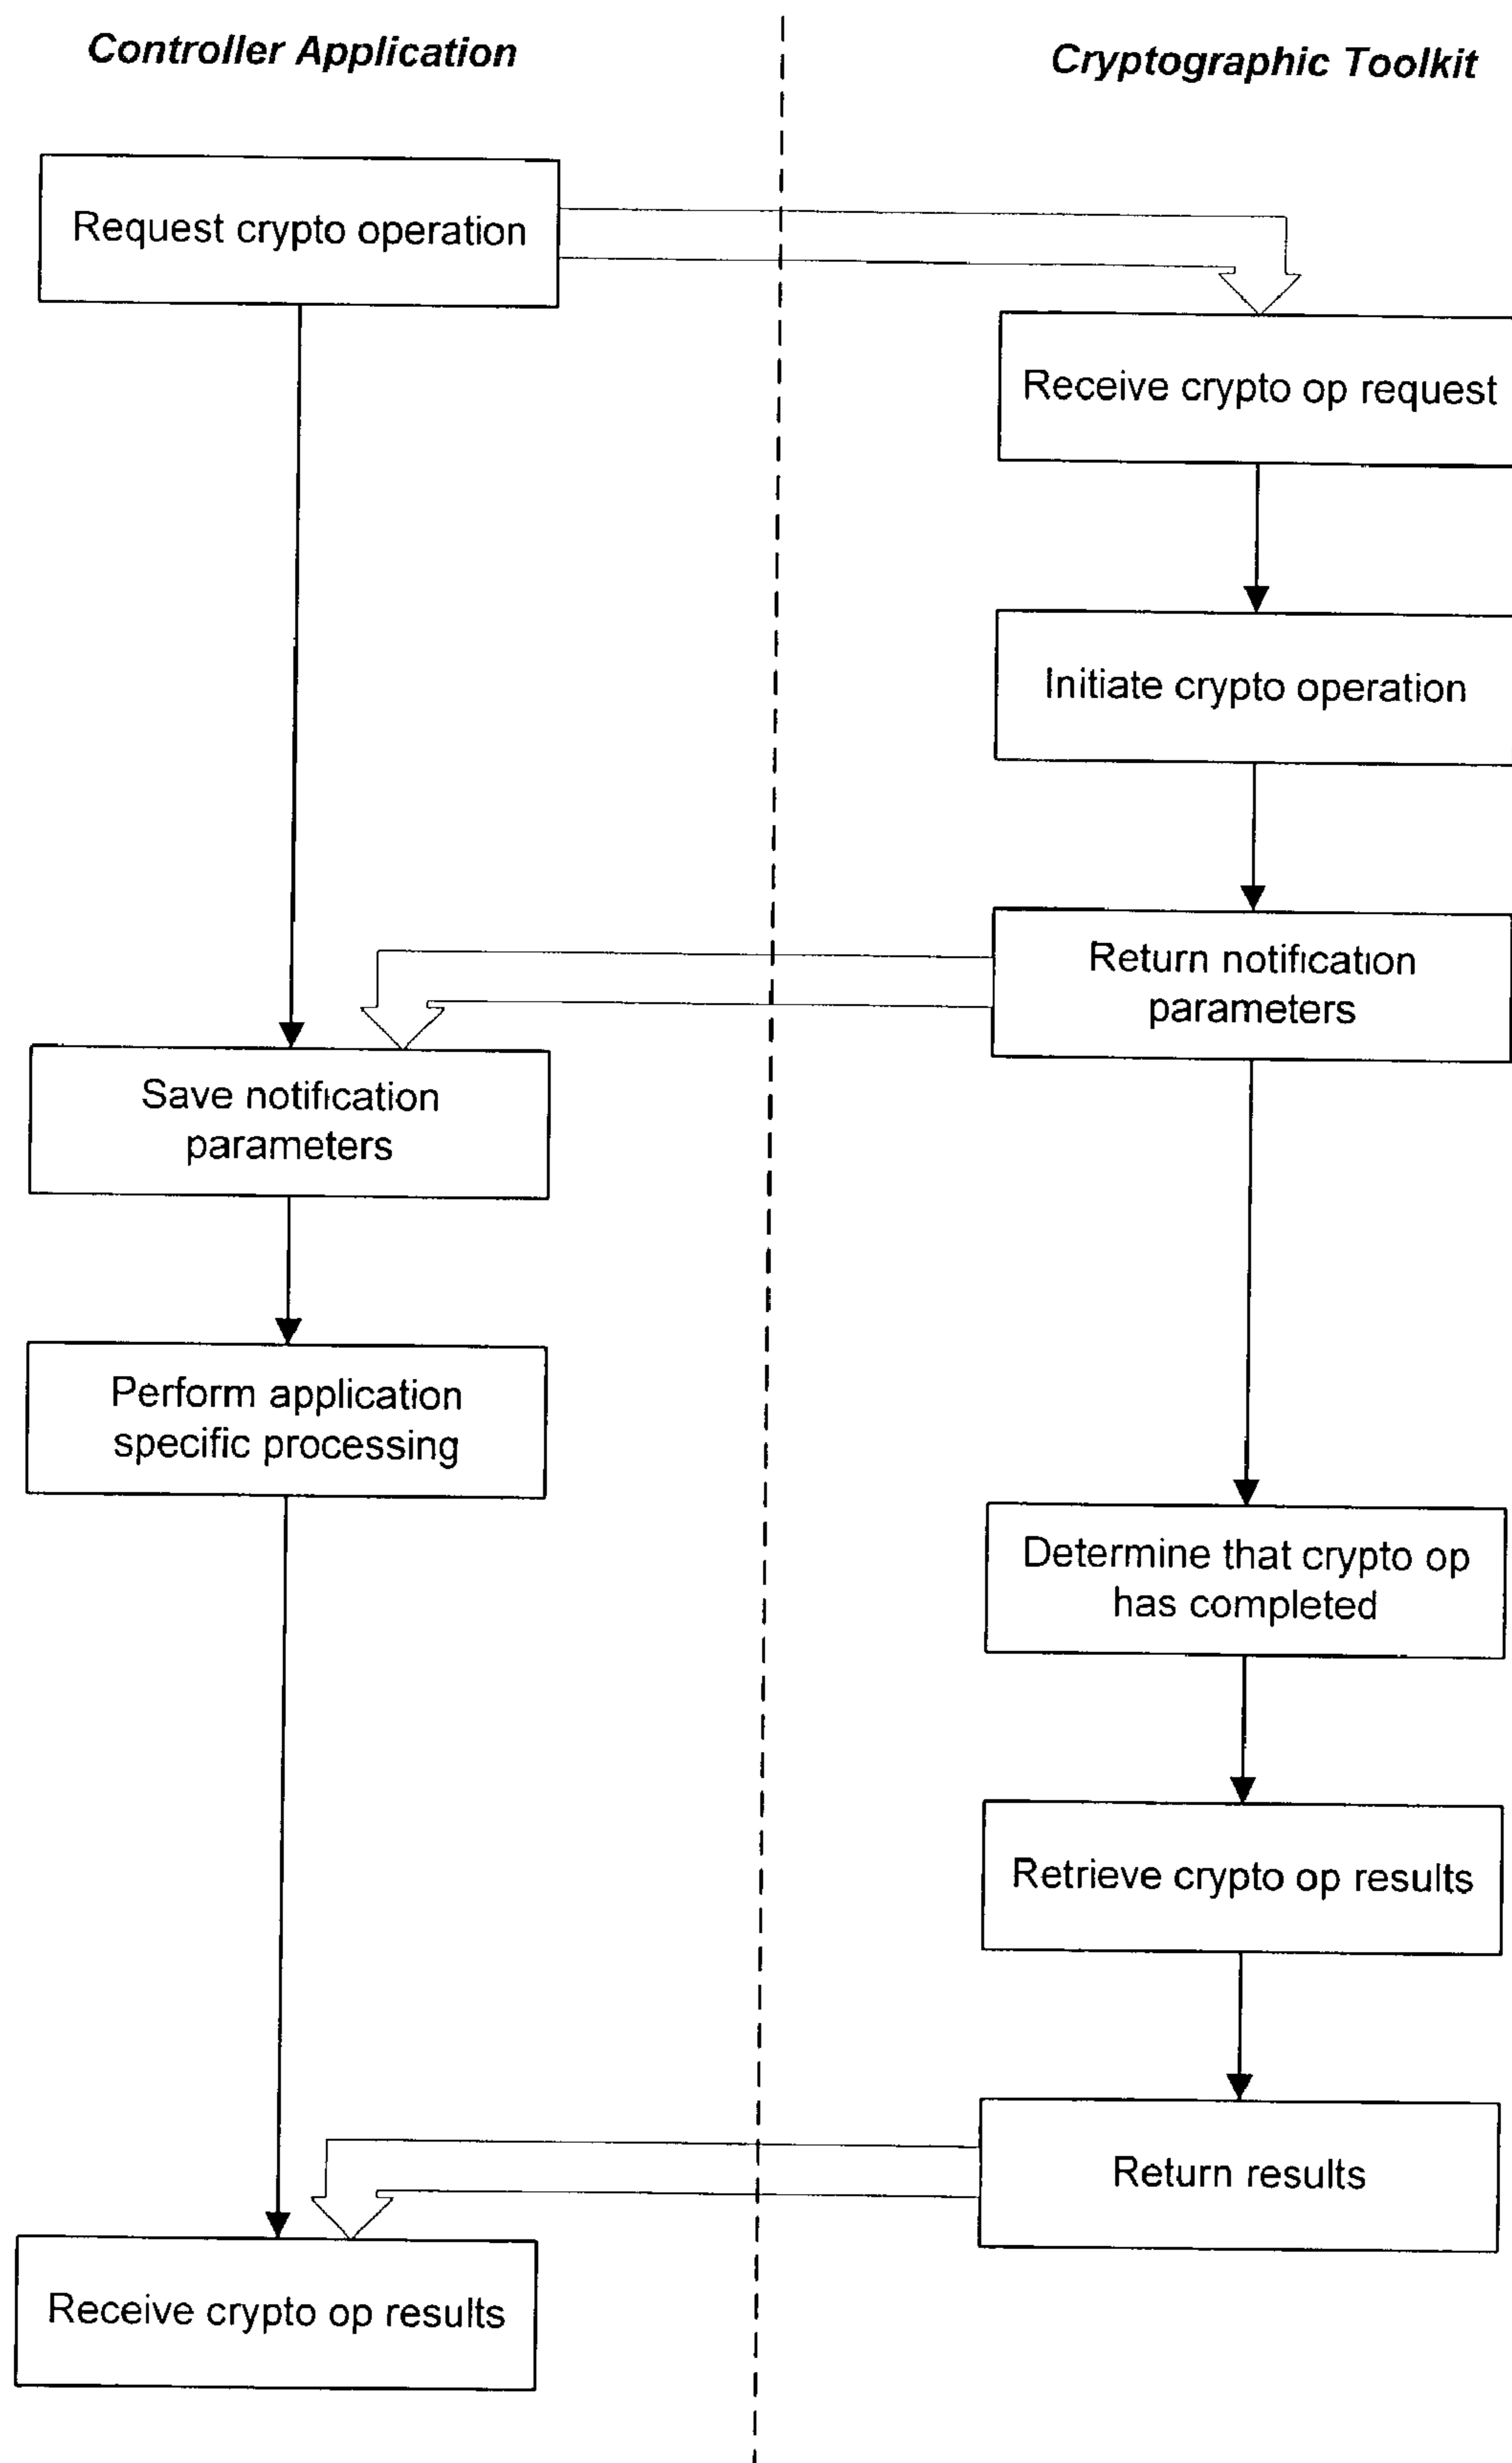 Controller Application
Cryptographic Toolkit
Request crypto operation
Receive crypto op request
Initiate crypto operation
Return notification
parameters
Save notification
parameters
Perform application
specific processing
Determine that crypto op
has completed
Retrieve crypto op results
Return results
Receive crypto op results